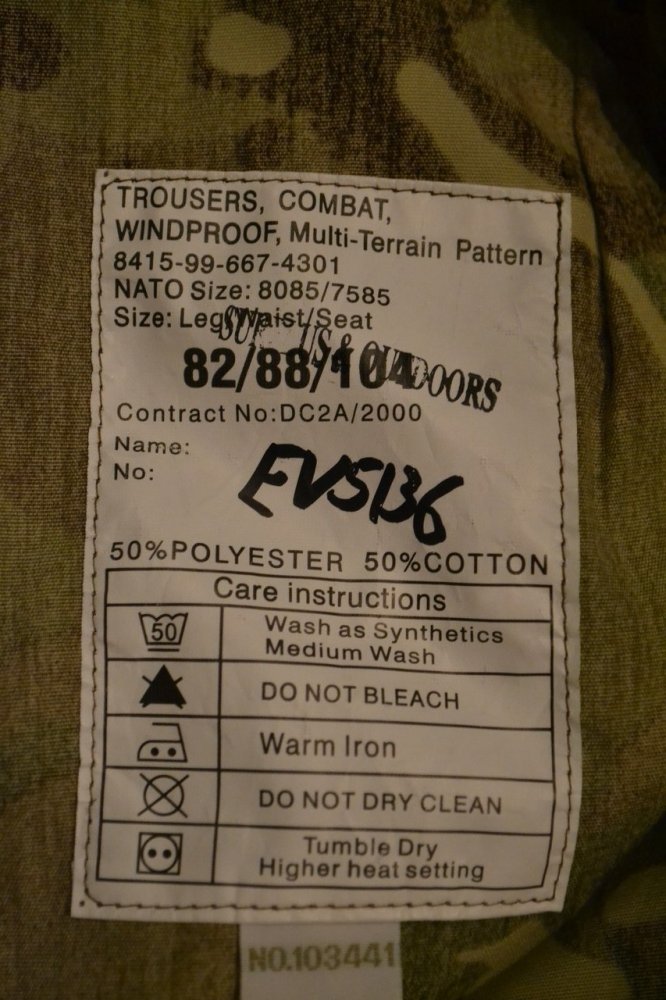 TROUSERS, COMBAT,
WINDPROOF, Multi-Terrain Pattern
8415-99-667-4301
NATO Size: 8085/7585
Size: Leg/Waist/Seat
US & OUTDOORS
82/88/104
Contract No:DC2A/2000
Name:
No:
EV5136
50%POLYESTER 50%COTTON
Care instructions
50
Wash as Synthetics
Medium Wash
DO NOT BLEACH
Warm Iron
DO NOT DRY CLEAN
Tumble Dry
Higher heat setting
NO.103441